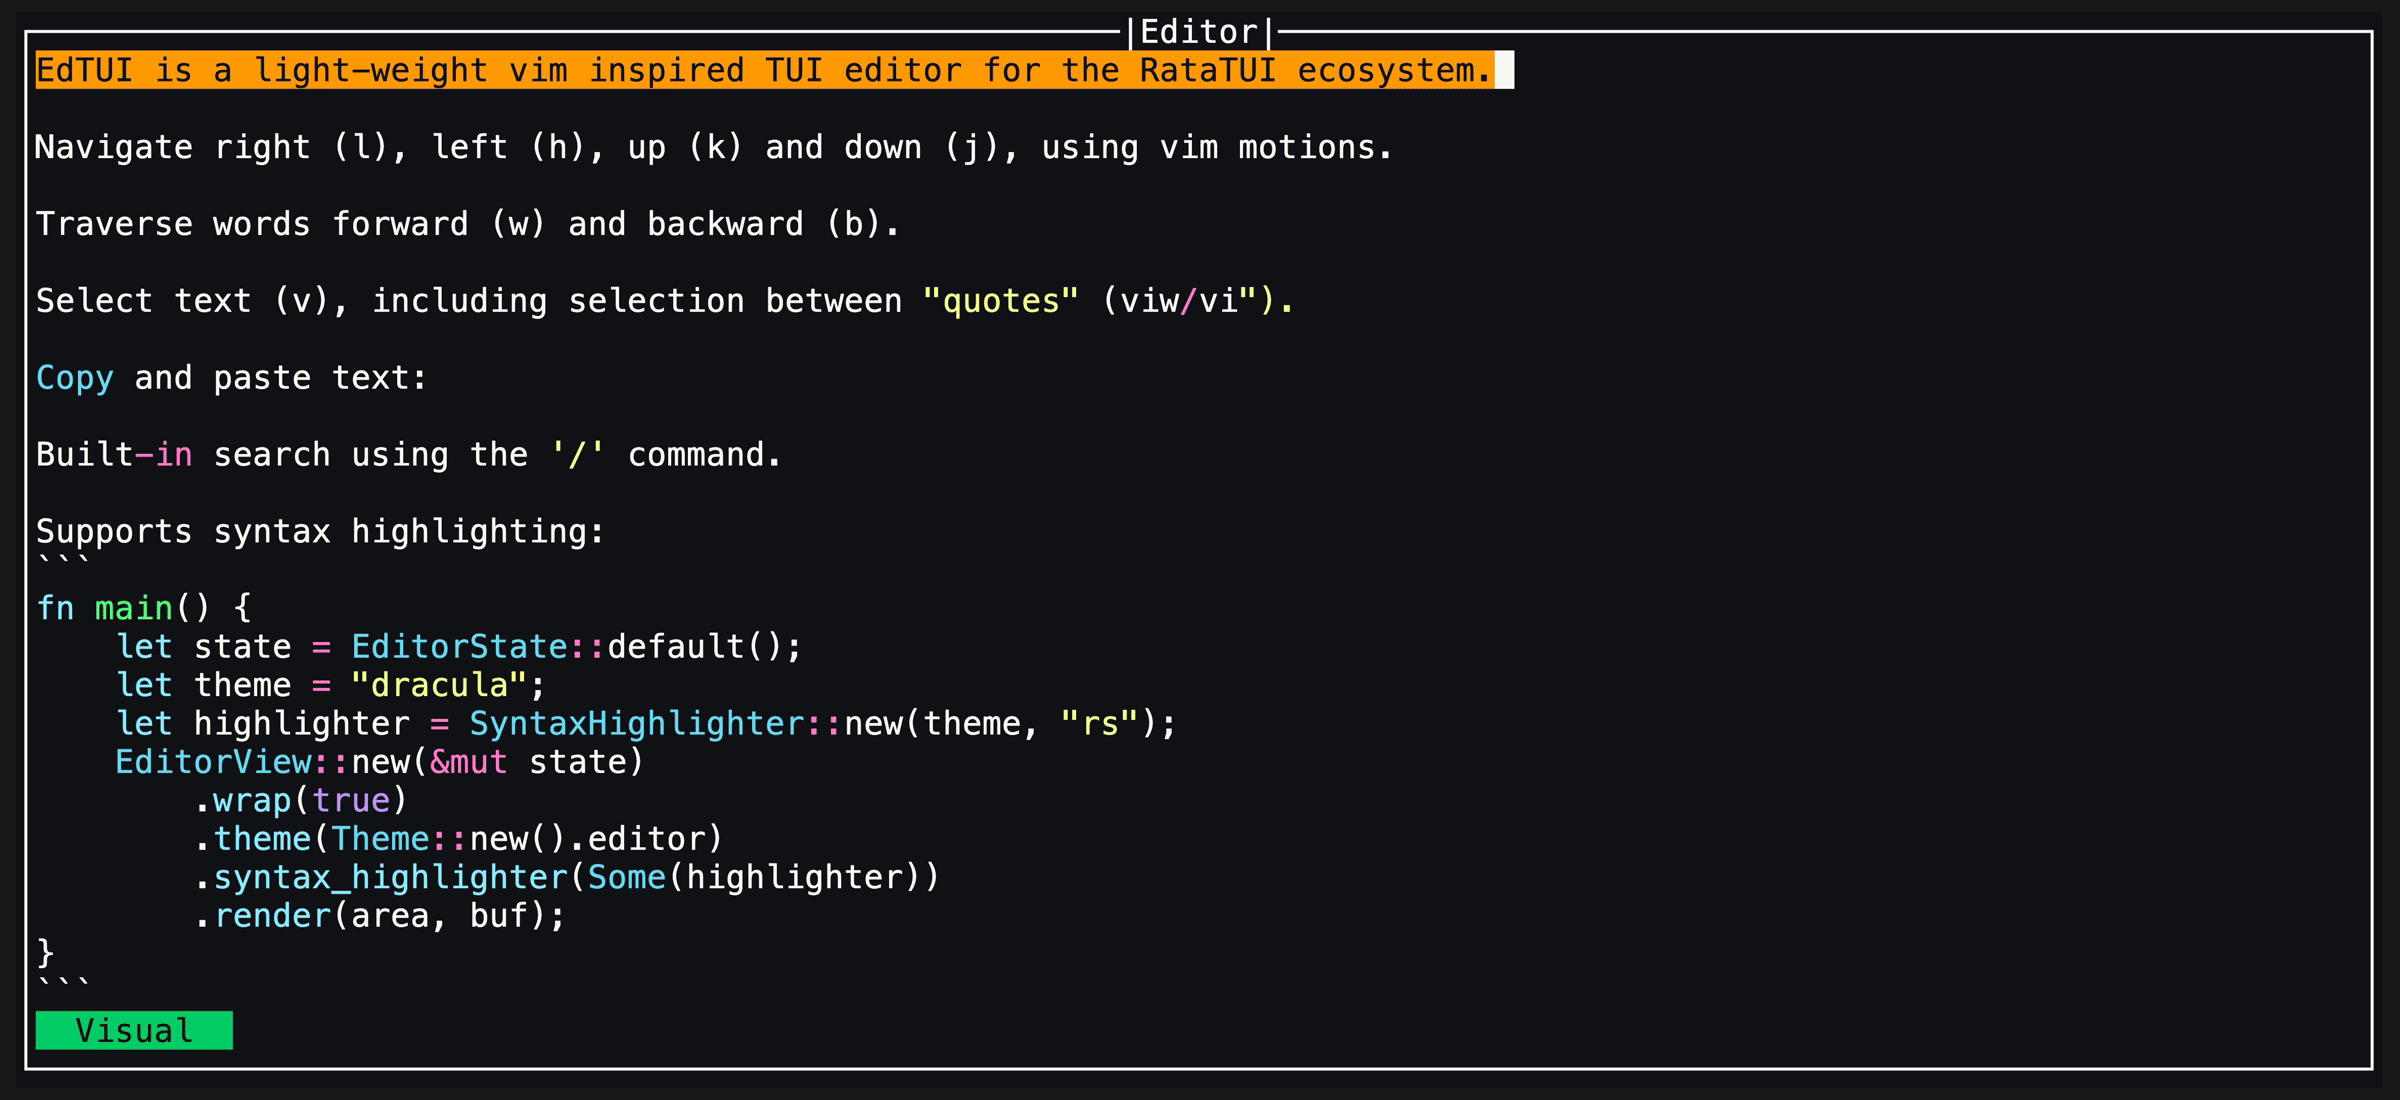 |Editor|
EdTUI is a light-weight vim inspired TUI editor for the RataTUI ecosystem.
Navigate right (l), left (h), up (k) and down (j), using vim motions.
Traverse words forward (w) and backward (b).
Select text (v), including selection between "quotes" (viw/vi").
Copy and paste text:
Built-in search using the '/' command.
Supports syntax highlighting:
```
fn main() {
    let state = EditorState::default();
    let theme = "dracula";
    let highlighter = SyntaxHighlighter::new(theme, "rs");
    EditorView::new(&mut state)
        .wrap(true)
        .theme(Theme::new().editor)
        .syntax_highlighter(Some(highlighter))
        .render(area, buf);
}
```
Visual